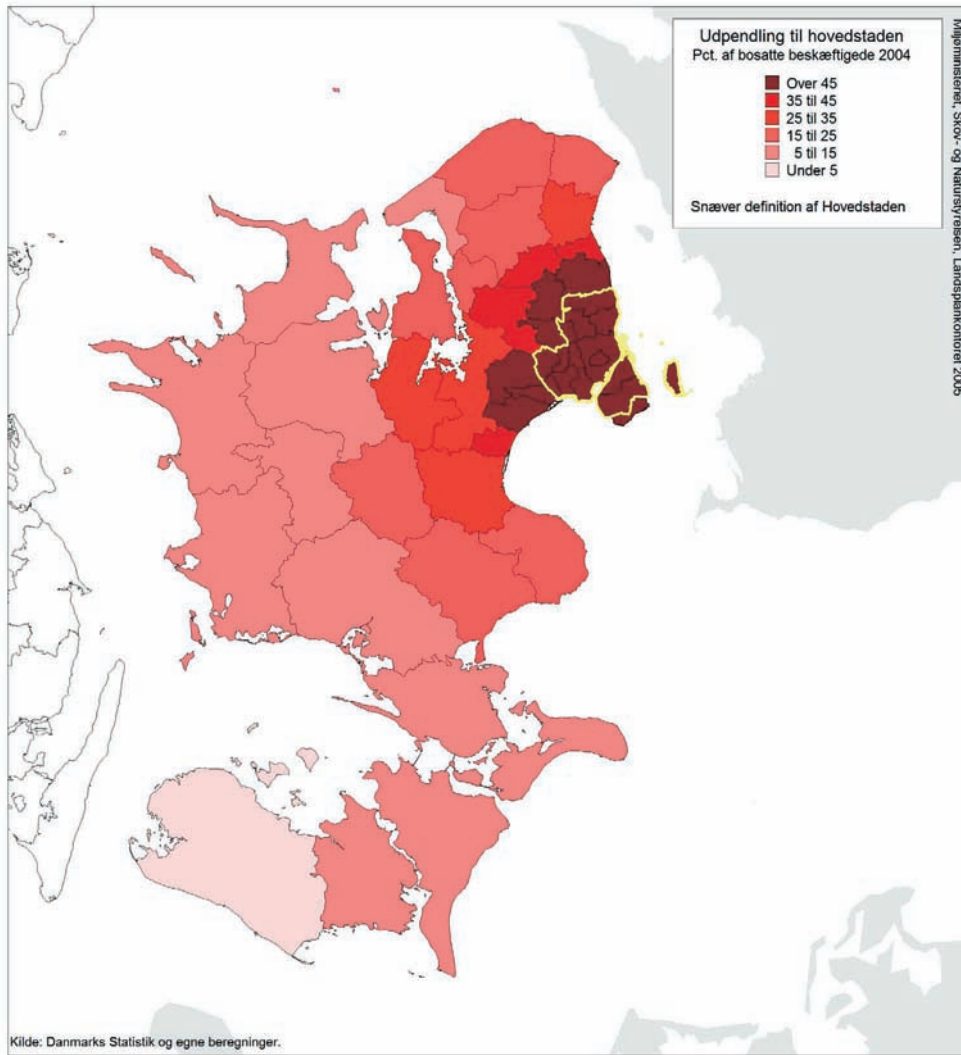 Udpendling til hovedstaden
Pct. af bosatte beskæftigede 2004
Over 45
35 til 45
25 til 35
15 til 25
5 til 15
Under 5
Snæver definition af Hovedstaden
Miljøministeriet, Skov- og Naturstyrelsen, Landsplankontoret 2005
Kilde: Danmarks Statistik og egne beregninger.